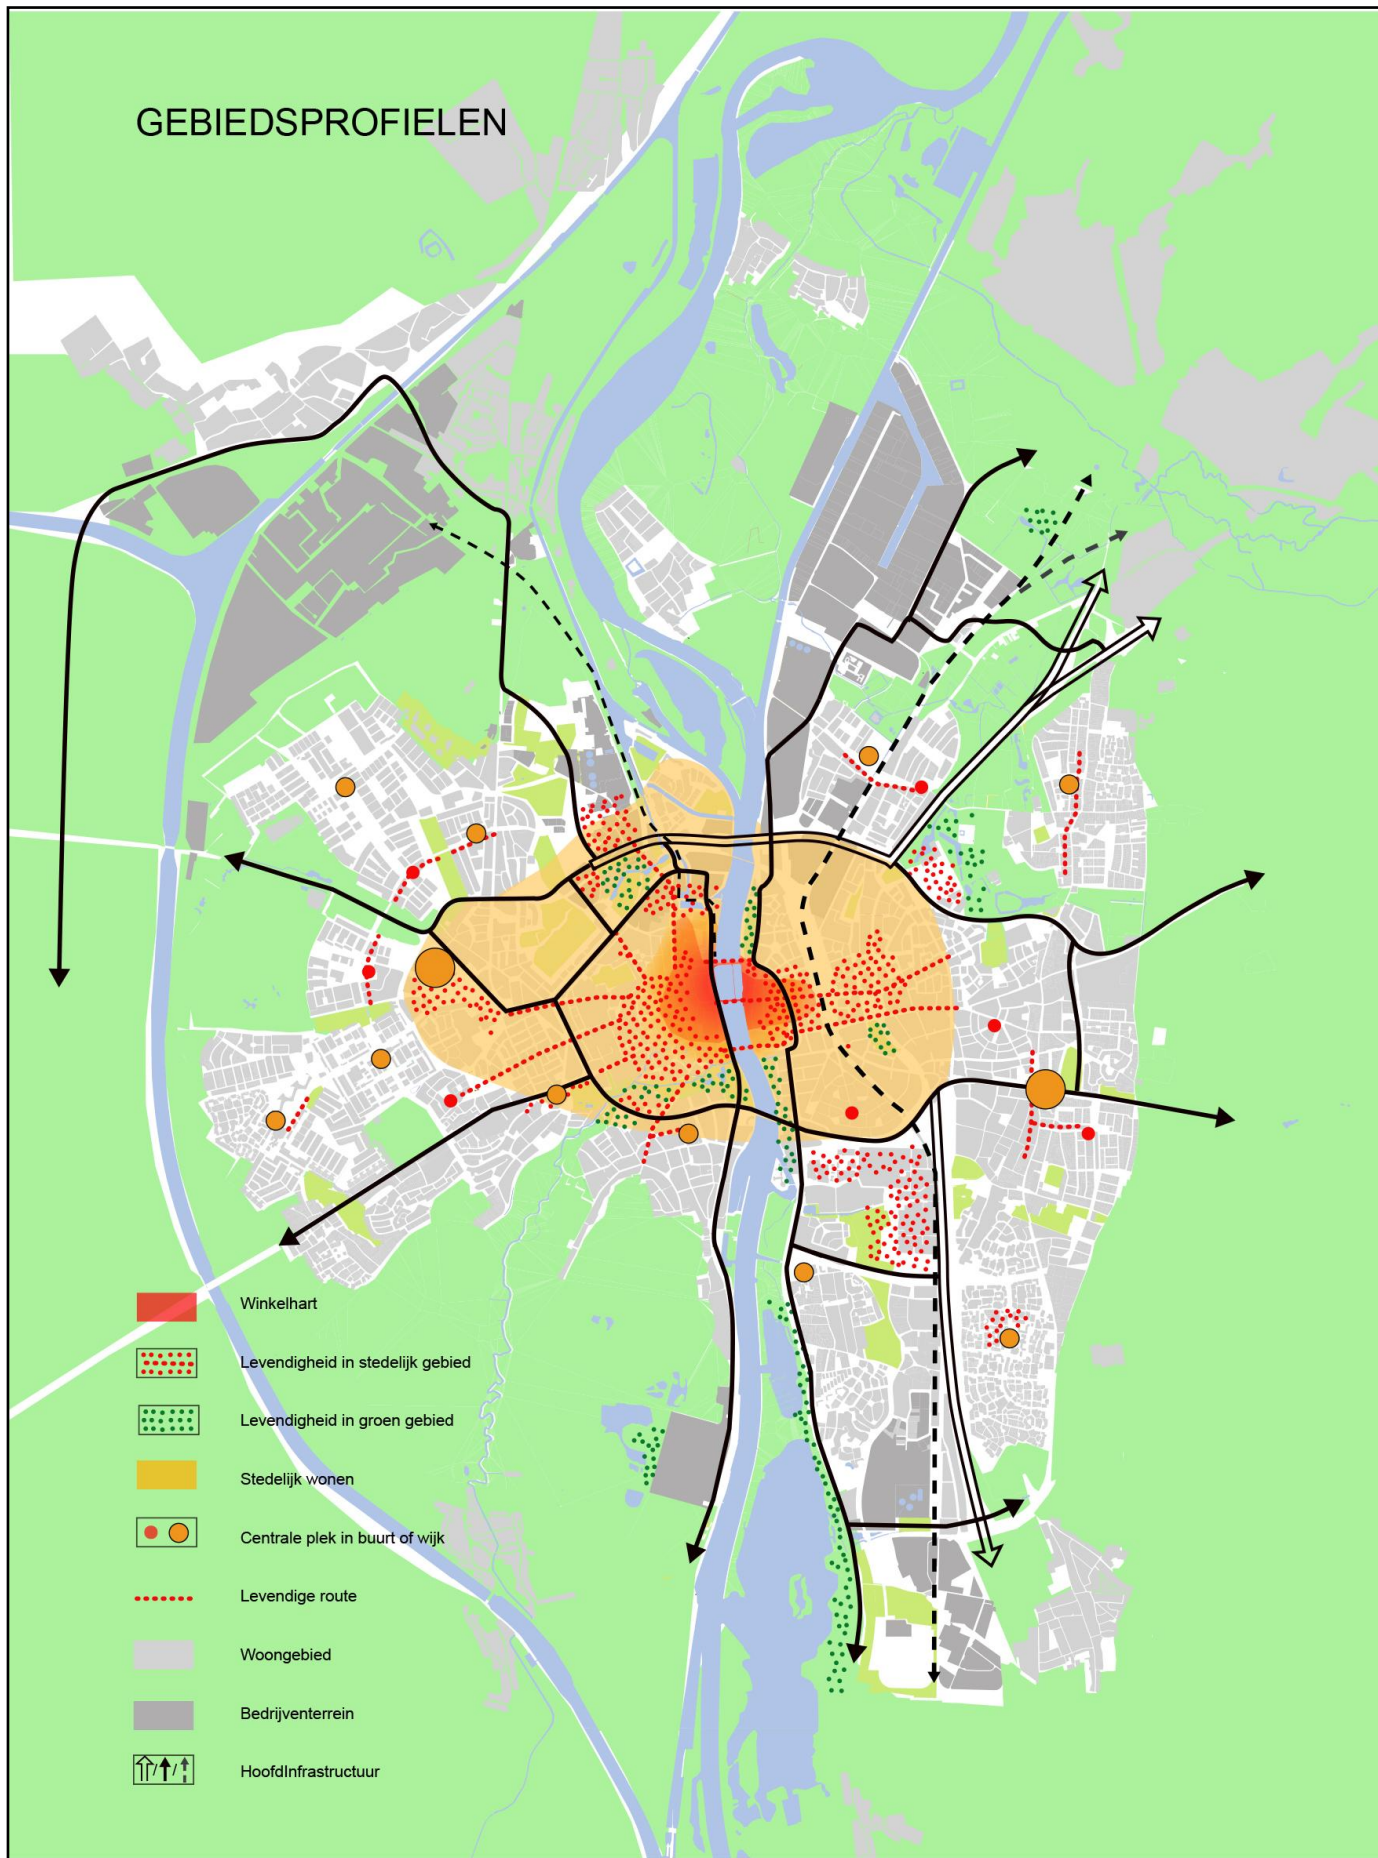 GEBIEDSPROFIELEN
Winkelhart
Levendigheid in stedelijk gebied
Levendigheid in groen gebied
Stedelijk wonen
Centrale plek in buurt of wijk
Levendige route
Woongebied
Bedrijventerrein
HoofdInfrastructuur